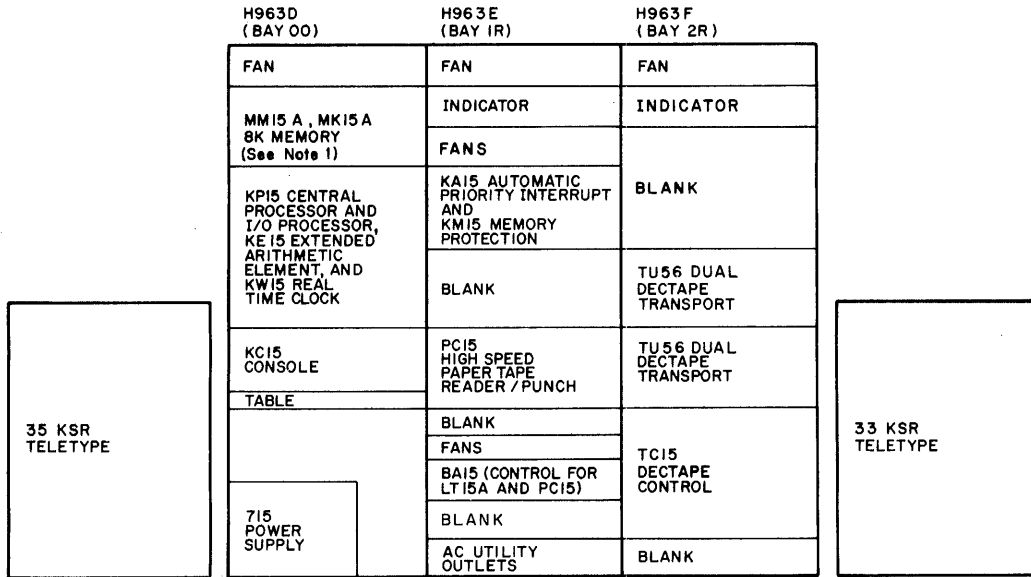 H963D
(BAY 00)
H963E
(BAY 1R)
H963F
(BAY 2R)
FAN
FAN
FAN
MM15 A, MK15 A
8K MEMORY
(See Note 1)
INDICATOR
INDICATOR
FANS
BLANK
KP15 CENTRAL
PROCESSOR AND
I/O PROCESSOR,
KE15 EXTENDED
ARITHMETIC
ELEMENT, AND
KW15 REAL
TIME CLOCK
KA15 AUTOMATIC
PRIORITY INTERRUPT
AND
KM15 MEMORY
PROTECTION
BLANK
TU56 DUAL
DECTAPE
TRANSPORT
KC15
CONSOLE
PC15
HIGH SPEED
PAPER TAPE
READER / PUNCH
TU56 DUAL
DECTAPE
TRANSPORT
TABLE
35 KSR
TELETYPE
BLANK
FANS
BA15 (CONTROL FOR
LT15A AND PC15)
TC15
DECTAPE
CONTROL
33 KSR
TELETYPE
715
POWER
SUPPLY
BLANK
AC UTILITY
OUTLETS
BLANK